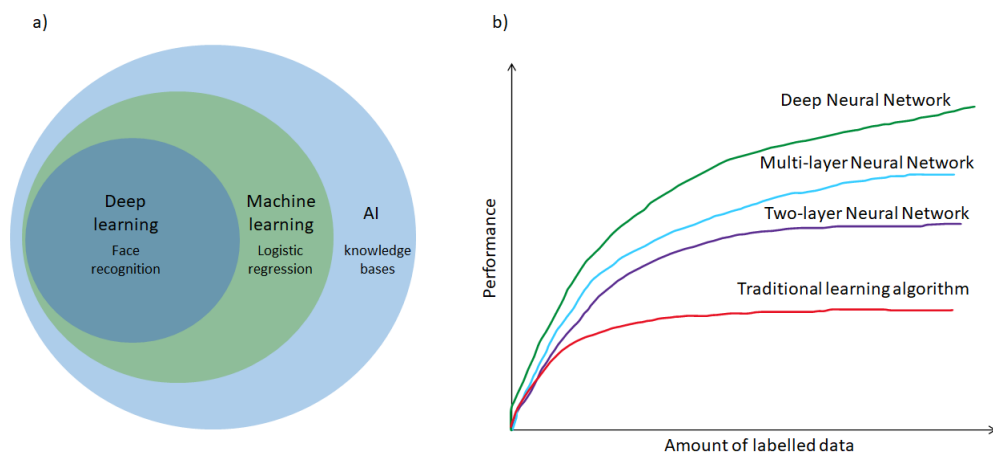 a)
Deep
learning
Face
recognition
Machine
learning
Logistic
regression
AI
knowledge
bases
b)
Performance
Deep Neural Network
Multi-layer Neural Network
Two-layer Neural Network
Traditional learning algorithm
Amount of labelled data